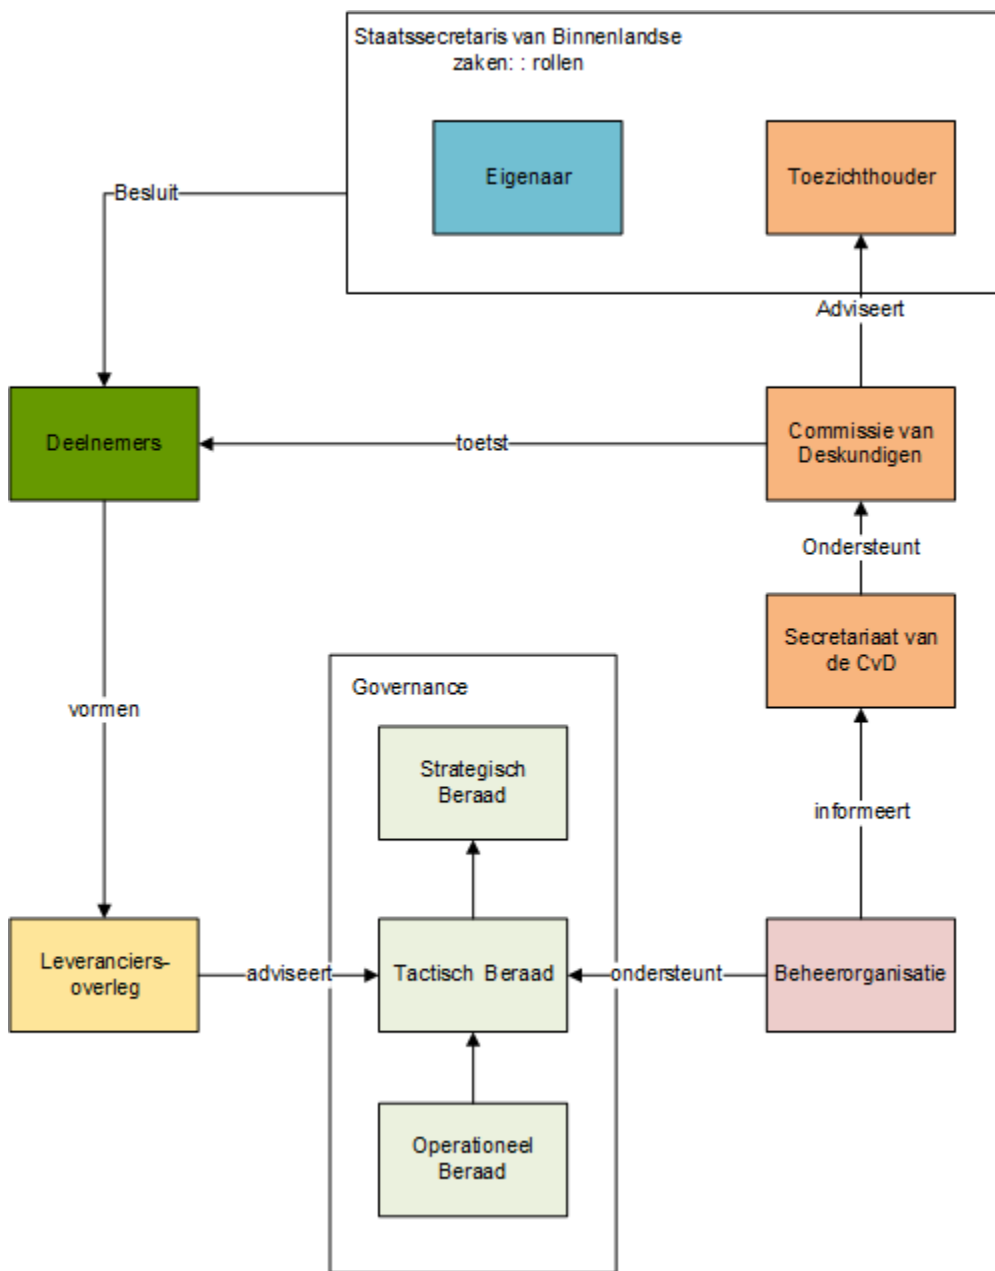 Staatssecretaris van Binnenlandse
zaken: : rollen
Eigenaar
Toezichthouder
Besluit
Adviseert
Deelnemers
toetst
Commissie van
Deskundigen
Ondersteunt
Secretariaat van
de CvD
Governance
vormen
Strategisch
Beraad
informeert
Leveranciers-
overleg
adviseert
Tactisch Beraad
ondersteunt
Beheerorganisatie
Operationeel
Beraad